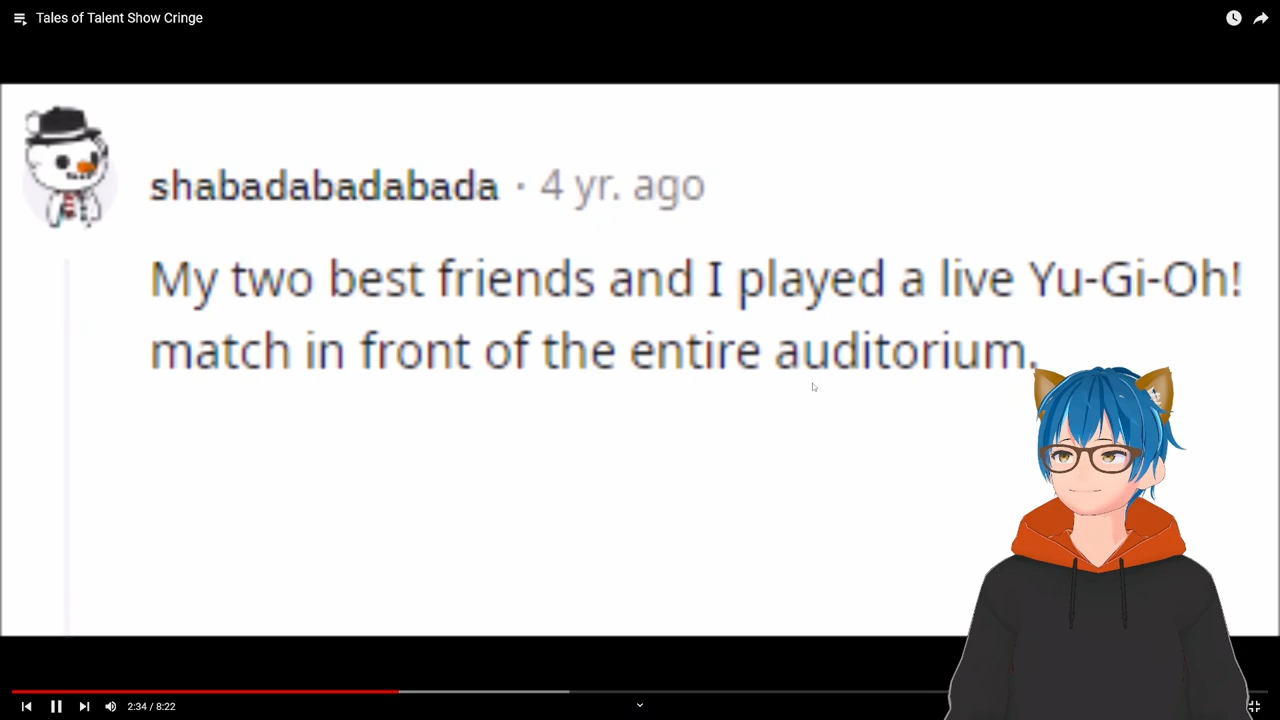 Tales of Talent Show Cringe
shabadabadabada · 4 yr. ago
My two best friends and I played a live Yu-Gi-Oh!
match in front of the entire auditorium.
2:34 / 8:22